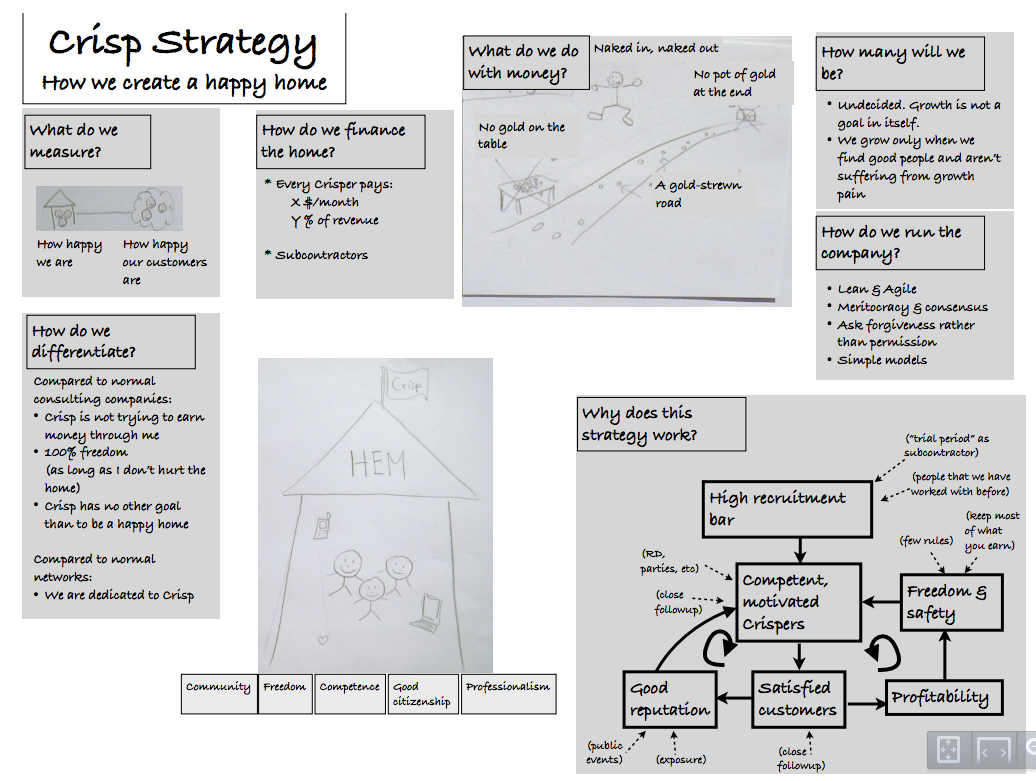 Crisp Strategy
How we create a happy home
What do we
measure?
How happy
we are
How happy
our customers
are
How do we finance
the home?
* Every Crisper pays:
X $/month
Y % of revenue
* Subcontractors
What do we do
with money?
Naked in, naked out
No pot of gold
at the end
No gold on the
table
A gold-strewn
road
How many will we
be?
• Undecided. Growth is not a
goal in itself.
• We grow only when we
find good people and aren't
suffering from growth
pain
How do we run the
company?
• Lean & Agile
• Meritocracy & consensus
• Ask forgiveness rather
than permission
• Simple models
How do we
differentiate?
Compared to normal
consulting companies:
• Crisp is not trying to earn
money through me
• 100% freedom
(as long as I don't hurt the
home)
• Crisp has no other goal
than to be a happy home
Compared to normal
networks:
• We are dedicated to Crisp
Crisp
HEM
Community
Freedom
Competence
Good
citizenship
Professionalism
Why does this
strategy work?
("trial period" as
subcontractor)
(people that we have
worked with before)
High recruitment
bar
(keep most
of what
you earn)
(few rules)
(RD,
parties, etc)
(close
followup)
Competent,
motivated
Crispers
Freedom &
safety
Good
reputation
Satisfied
customers
Profitability
(public
events)
(exposure)
(close
followup)